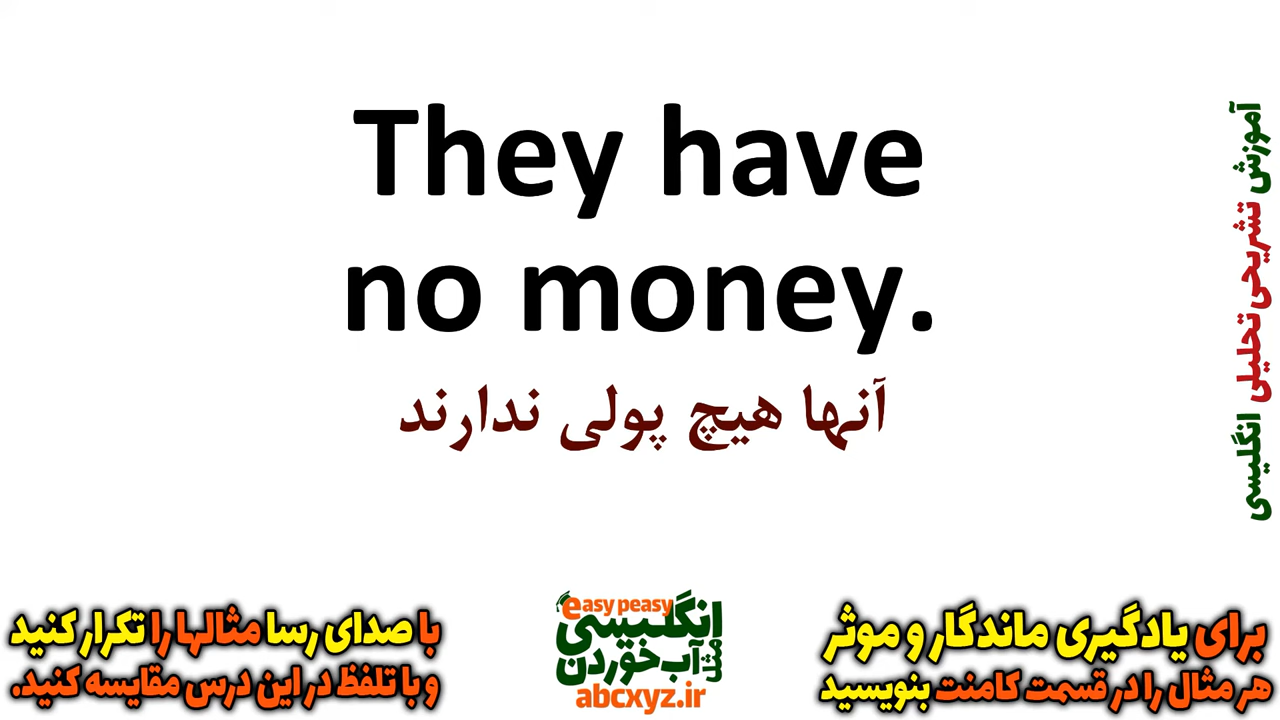 They have
no money.
آنها هیچ پولی ندارند
آموزش تشریحی تحلیلی انگلیسی
با صدای رسا مثالها را تکرار کنید
و با تلفظ در این درس مقایسه کنید.
easy peasy
انگلیسی
مثل آب خوردن
abcxyz.ir
برای یادگیری ماندگار و موثر
هر مثال را در قسمت کامنت بنویسید